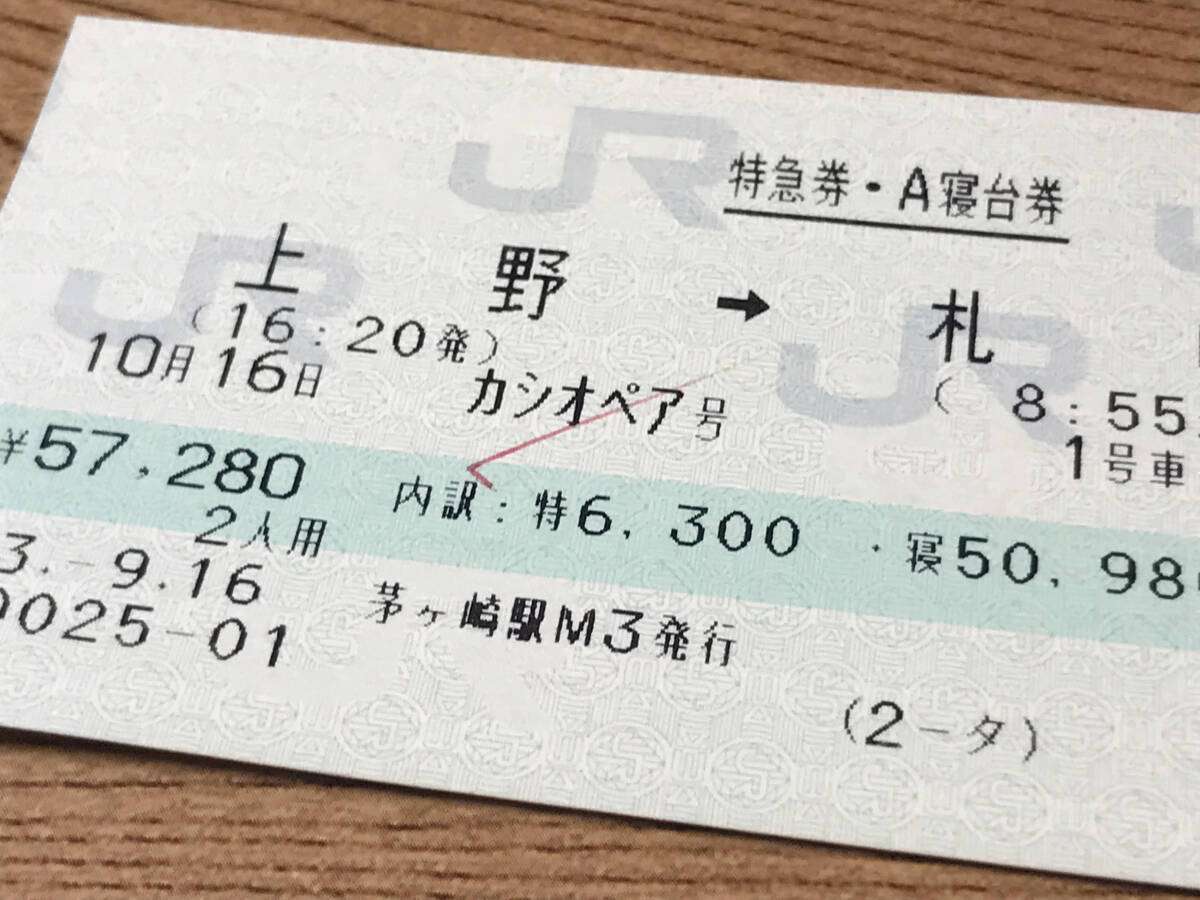 特急券・A寝台券
上野 → 札
(16:20発) (8:55
10月16日 カシオペア号 1号車
¥57,280 内訳:特6,300・寝50,98
2人用
3.-9.16 茅ヶ崎駅M3発行
0025-01
(2-タ)
JR
JR
JR